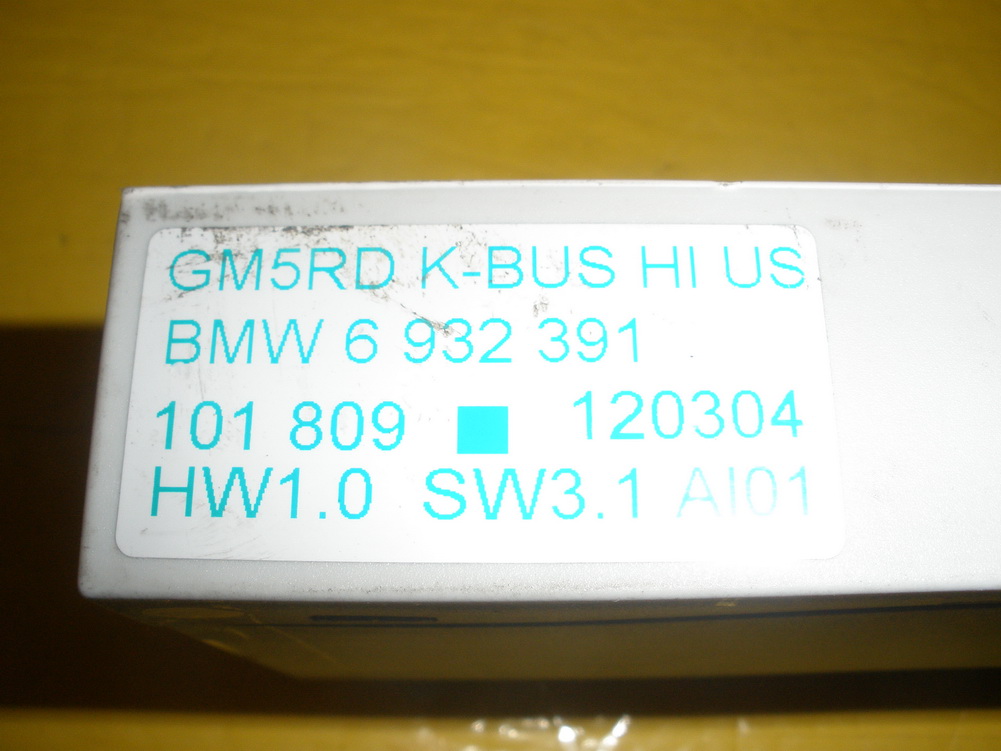 GM5RD K-BUS HI US
BMW 6 932 391
101 809 120304
HW1.0 SW3.1 AI01